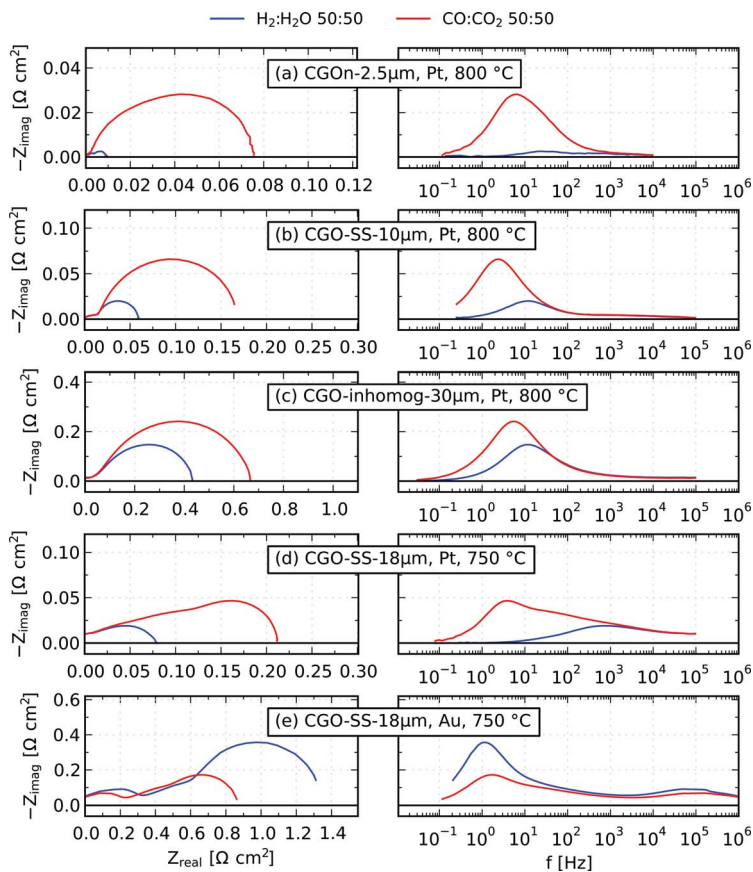 H₂:H₂O 50:50 CO:CO₂ 50:50
(a) CGOn-2.5μm, Pt, 800 °C
−Z_imag [Ω cm²]
0.04
0.02
0.00
0.00 0.02 0.04 0.06 0.08 0.10 0.12
10⁻¹ 10⁰ 10¹ 10² 10³ 10⁴ 10⁵ 10⁶
(b) CGO-SS-10μm, Pt, 800 °C
−Z_imag [Ω cm²]
0.10
0.05
0.00
0.00 0.05 0.10 0.15 0.20 0.25 0.30
10⁻¹ 10⁰ 10¹ 10² 10³ 10⁴ 10⁵ 10⁶
(c) CGO-inhomog-30μm, Pt, 800 °C
−Z_imag [Ω cm²]
0.4
0.2
0.0
0.0 0.2 0.4 0.6 0.8 1.0
10⁻¹ 10⁰ 10¹ 10² 10³ 10⁴ 10⁵ 10⁶
(d) CGO-SS-18μm, Pt, 750 °C
−Z_imag [Ω cm²]
0.10
0.05
0.00
0.00 0.05 0.10 0.15 0.20 0.25 0.30
10⁻¹ 10⁰ 10¹ 10² 10³ 10⁴ 10⁵ 10⁶
(e) CGO-SS-18μm, Au, 750 °C
−Z_imag [Ω cm²]
0.6
0.4
0.2
0.0
0.0 0.2 0.4 0.6 0.8 1.0 1.2 1.4
10⁻¹ 10⁰ 10¹ 10² 10³ 10⁴ 10⁵ 10⁶
Z_real [Ω cm²] f [Hz]